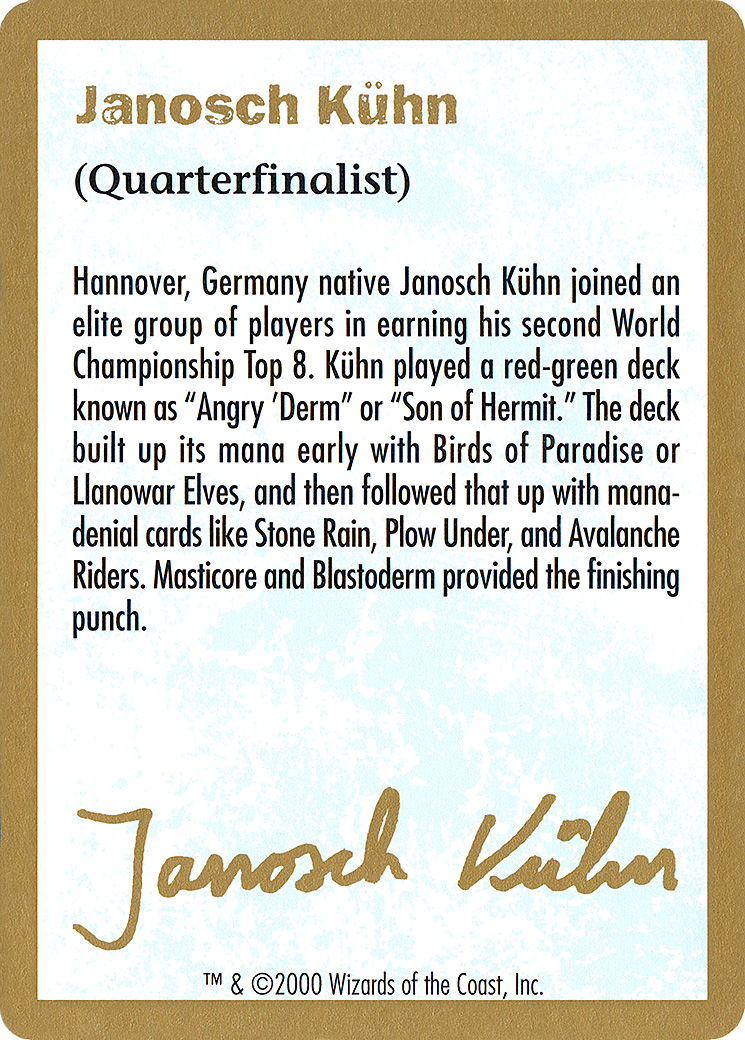 Janosch Kühn
(Quarterfinalist)
Hannover, Germany native Janosch Kühn joined an
elite group of players in earning his second World
Championship Top 8. Kühn played a red-green deck
known as “Angry ’Derm” or “Son of Hermit.” The deck
built up its mana early with Birds of Paradise or
Llanowar Elves, and then followed that up with mana-
denial cards like Stone Rain, Plow Under, and Avalanche
Riders. Masticore and Blastoderm provided the finishing
punch.
Janosch Kühn
™ & ©2000 Wizards of the Coast, Inc.